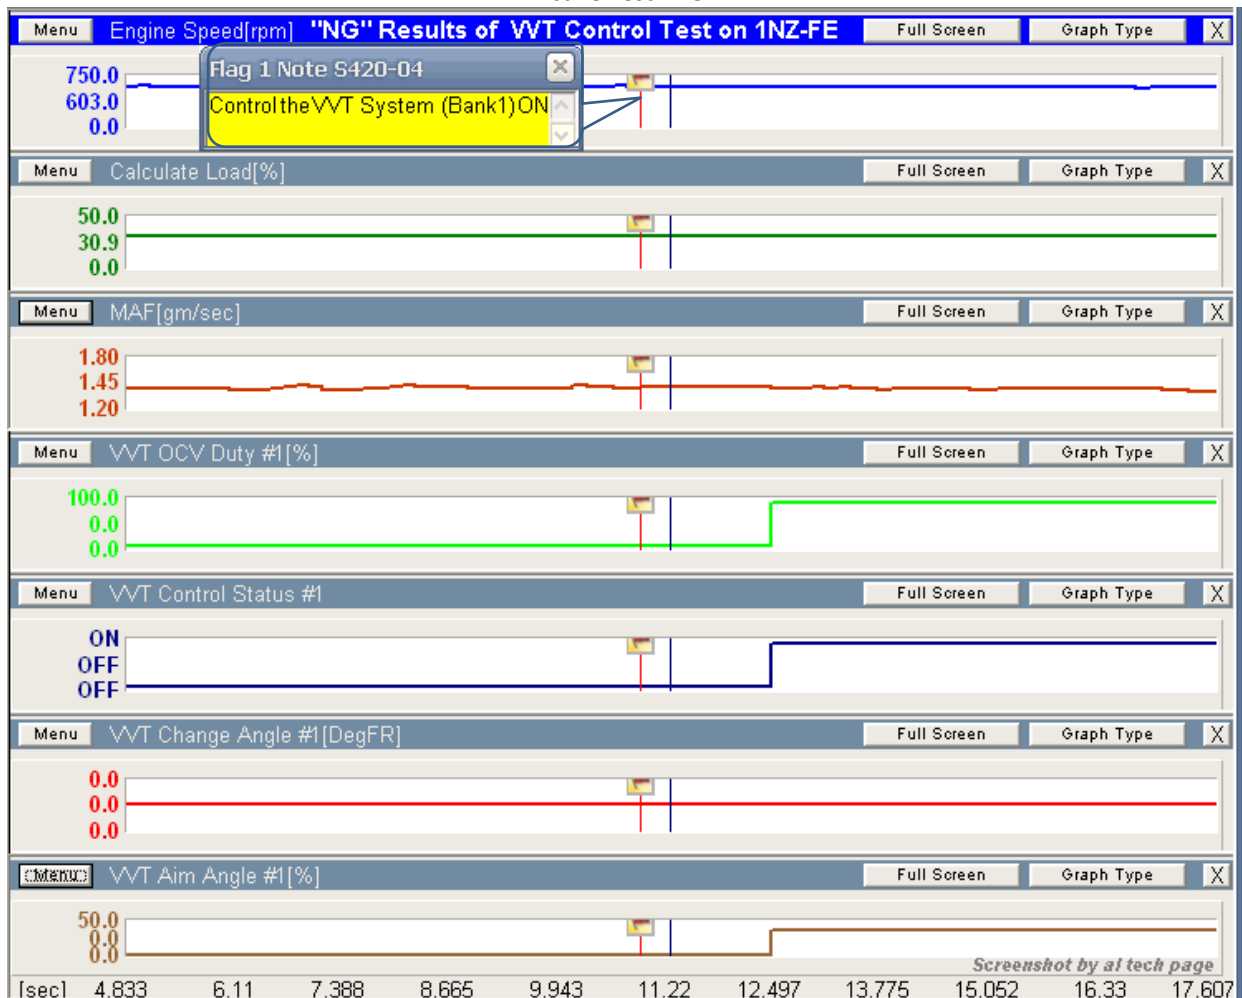 Menu Engine Speed[rpm] "NG" Results of VVT Control Test on 1NZ-FE Full Screen Graph Type X
Flag 1 Note S420-04
Control the VVT System (Bank1) ON
750.0
603.0
0.0
Menu Calculate Load[%] Full Screen Graph Type X
50.0
30.9
0.0
Menu MAF[gm/sec] Full Screen Graph Type X
1.80
1.45
1.20
Menu VVT OCV Duty #1[%] Full Screen Graph Type X
100.0
0.0
0.0
Menu VVT Control Status #1 Full Screen Graph Type X
ON
OFF
OFF
Menu VVT Change Angle #1[DegFR] Full Screen Graph Type X
0.0
0.0
0.0
Menu VVT Aim Angle #1[%] Full Screen Graph Type X
50.0
0.0
0.0
Screenshot by al tech page
[sec] 4.833 6.11 7.388 8.665 9.943 11.22 12.497 13.775 15.052 16.33 17.607